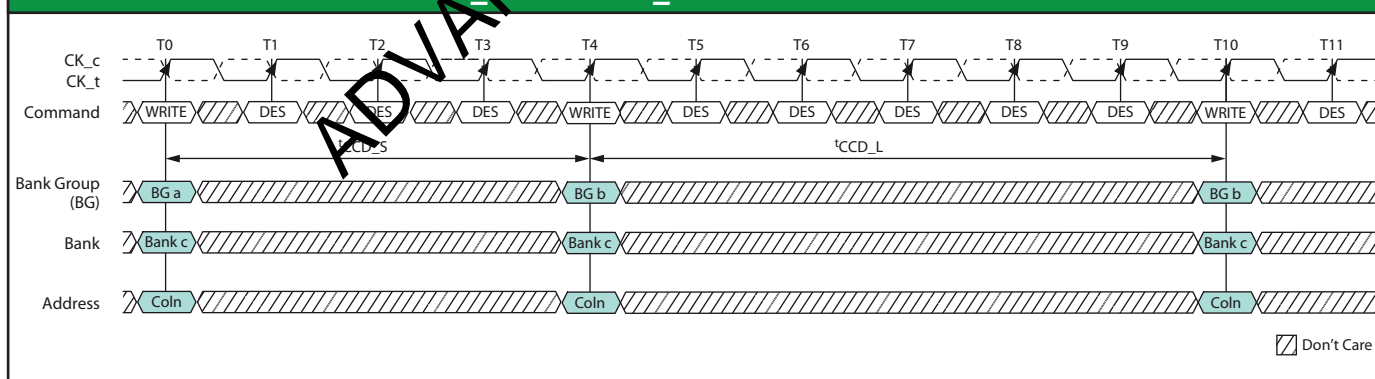 T0 T1 T2 T3 T4 T5 T6 T7 T8 T9 T10 T11
CK_c
CK_t
Command WRITE DES DES DES WRITE DES DES DES DES DES WRITE DES
tCCD_S tCCD_L
Bank Group
(BG)
BG a BG b BG b
Bank Bank c Bank c Bank c
Address Coln Coln Coln
Don't Care